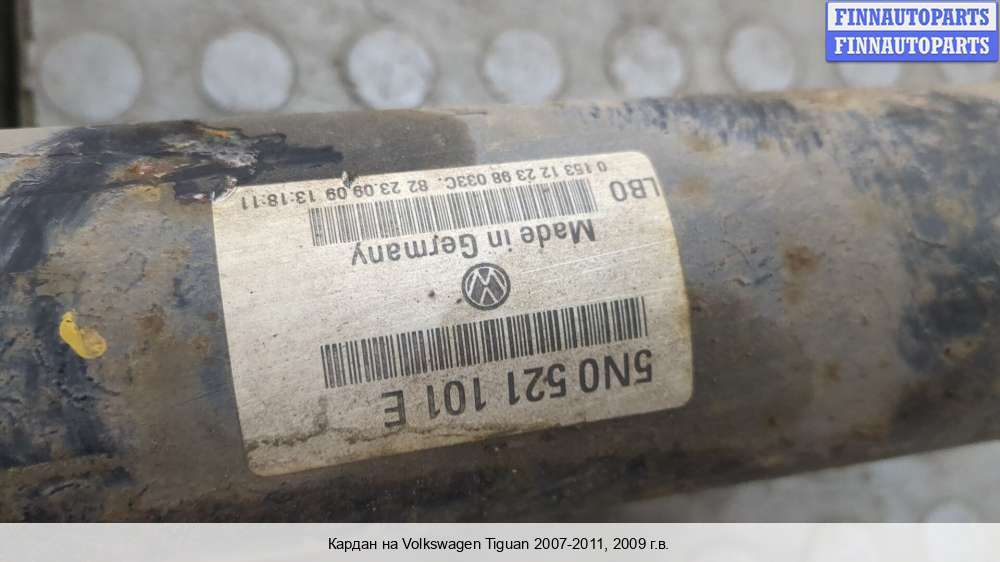 FINNAUTOPARTS
FINNAUTOPARTS
5N0 521 101 E
Made in Germany
LBO
0 153 12 23 98 033C. 82 23.09.09 13:18:11
Кардан на Volkswagen Tiguan 2007-2011, 2009 г.в.